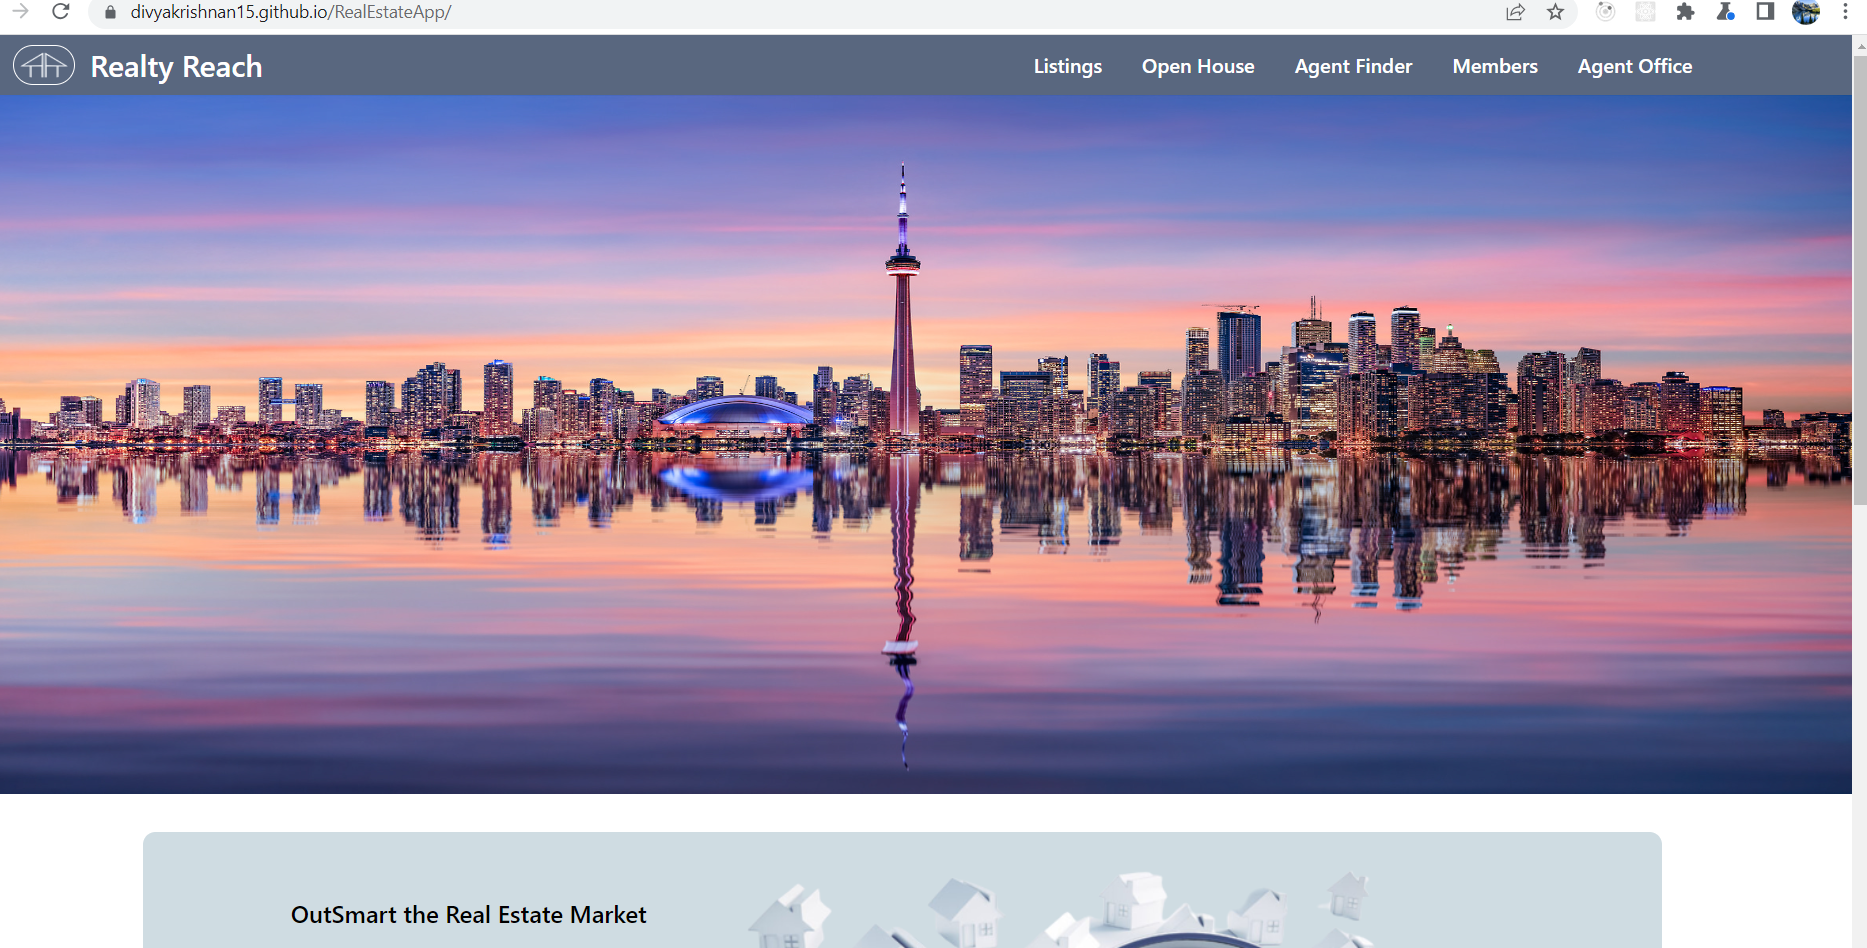 divyakrishnan15.github.io/RealEstateApp/
Realty Reach
Listings
Open House
Agent Finder
Members
Agent Office
OutSmart the Real Estate Market